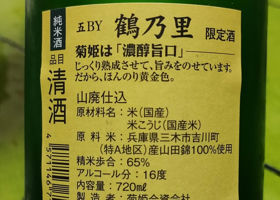 純米酒
品目
清酒
五BY 鶴乃里 限定酒
菊姫は「濃醇旨口」
じっくり熟成させて、旨みをのせています。
だから、ほんのり黄金色。
山廃仕込
原材料名：米（国産）
米こうじ（国産米）
原料米：兵庫県三木市吉川町
（特A地区）産山田錦100%使用
精米歩合：65%
アルコール分：16度
内容量：720㎖
菊姫合資会社